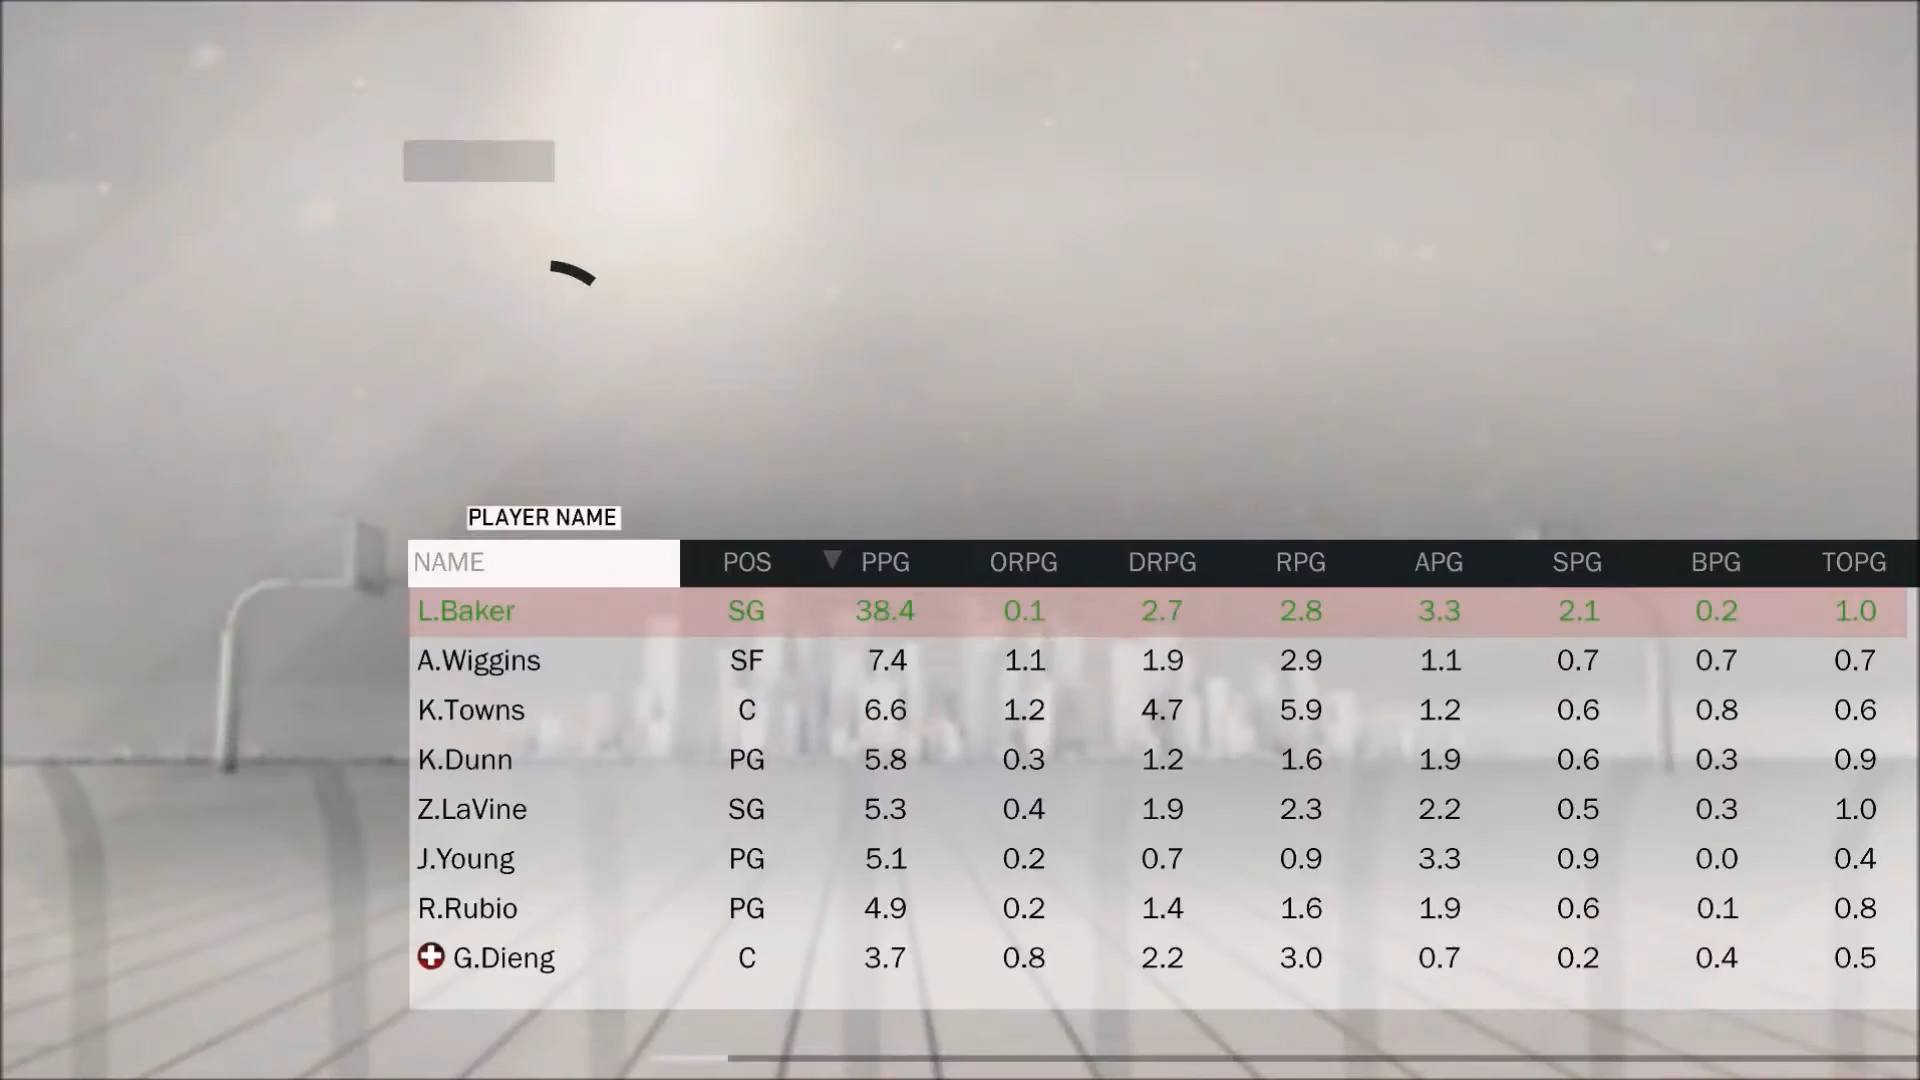 PLAYER NAME
NAME POS PPG ORPG DRPG RPG APG SPG BPG TOPG
L.Baker SG 38.4 0.1 2.7 2.8 3.3 2.1 0.2 1.0
A.Wiggins SF 7.4 1.1 1.9 2.9 1.1 0.7 0.7 0.7
K.Towns C 6.6 1.2 4.7 5.9 1.2 0.6 0.8 0.6
K.Dunn PG 5.8 0.3 1.2 1.6 1.9 0.6 0.3 0.9
Z.LaVine SG 5.3 0.4 1.9 2.3 2.2 0.5 0.3 1.0
J.Young PG 5.1 0.2 0.7 0.9 3.3 0.9 0.0 0.4
R.Rubio PG 4.9 0.2 1.4 1.6 1.9 0.6 0.1 0.8
G.Dieng C 3.7 0.8 2.2 3.0 0.7 0.2 0.4 0.5